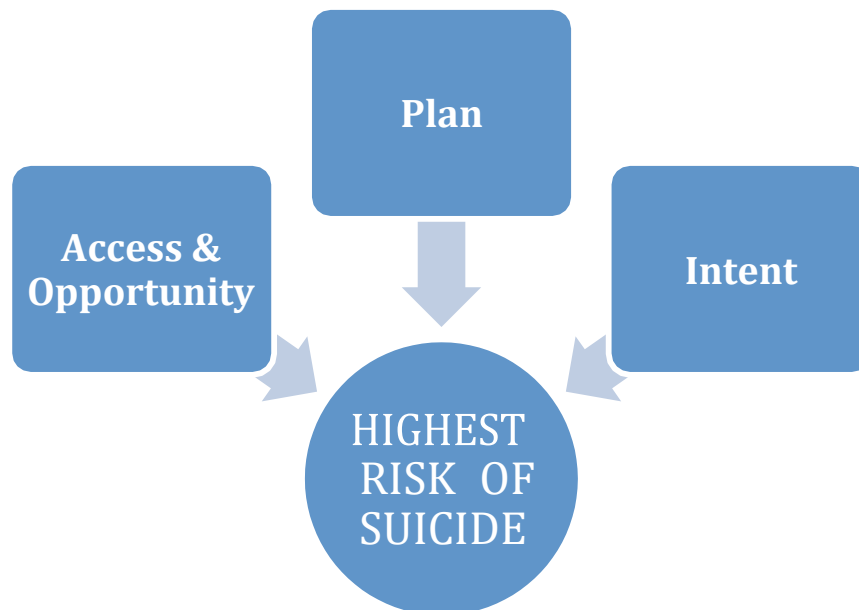 Plan
Access &
Opportunity
Intent
HIGHEST
RISK OF
SUICIDE